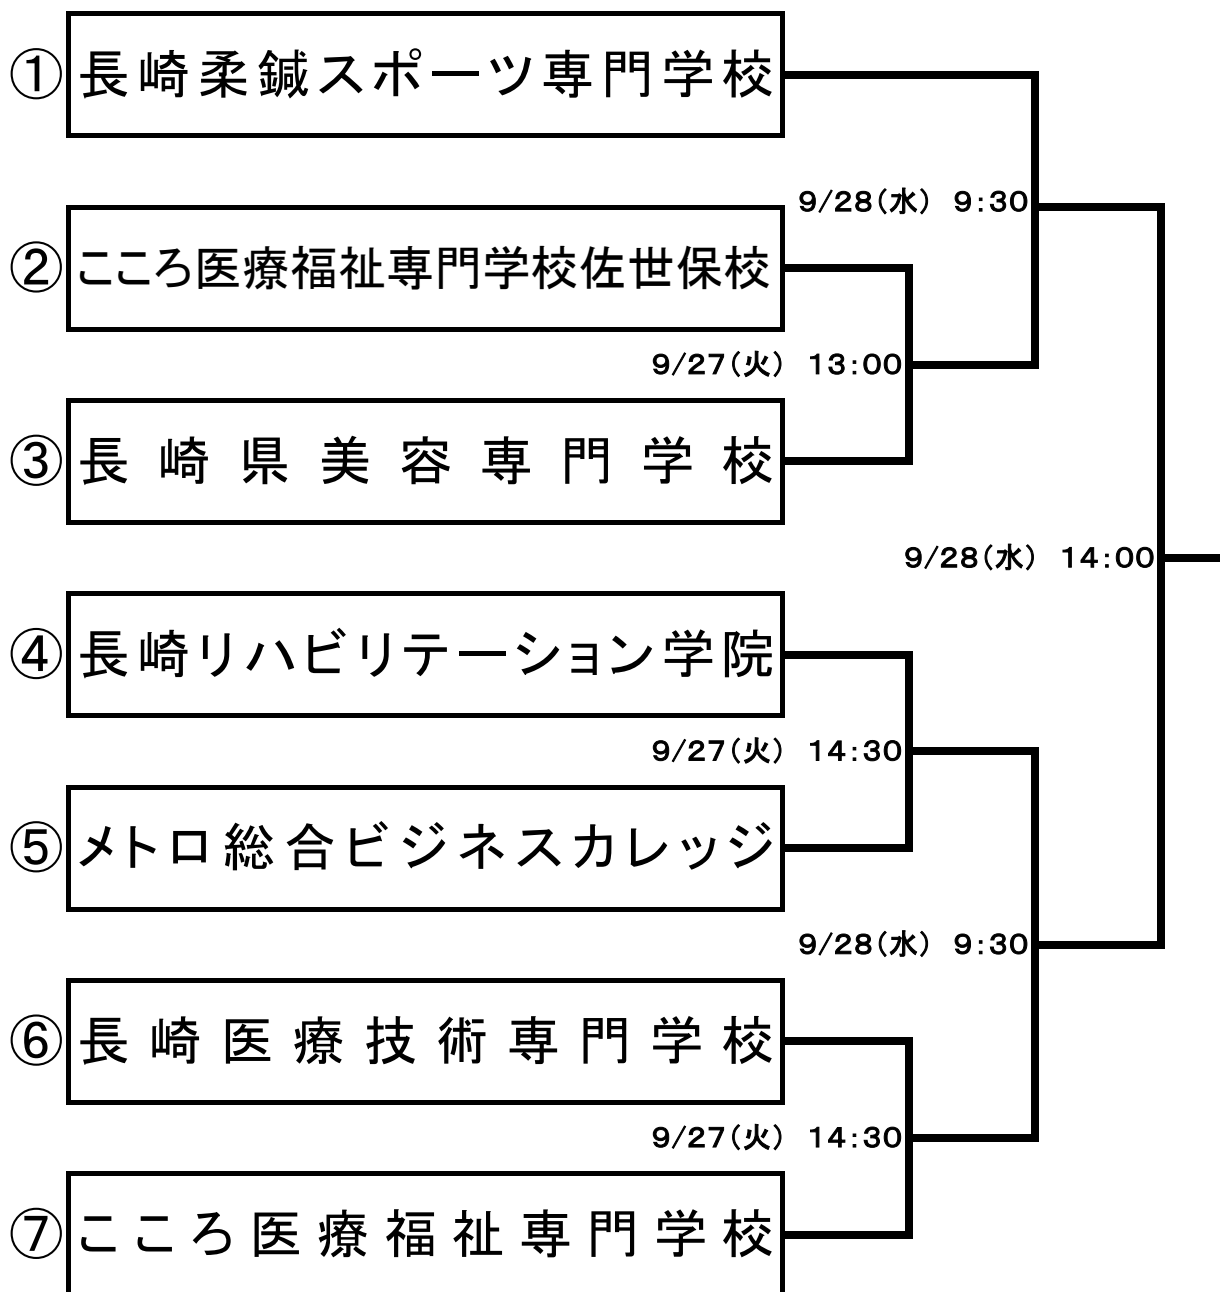 ①長崎柔鍼スポーツ専門学校
9/28(水) 9:30
②こころ医療福祉専門学校佐世保校
9/27(火) 13:00
③長崎県美容専門学校
9/28(水) 14:00
④長崎リハビリテーション学院
9/27(火) 14:30
⑤メトロ総合ビジネスカレッジ
9/28(水) 9:30
⑥長崎医療技術専門学校
9/27(火) 14:30
⑦こころ医療福祉専門学校